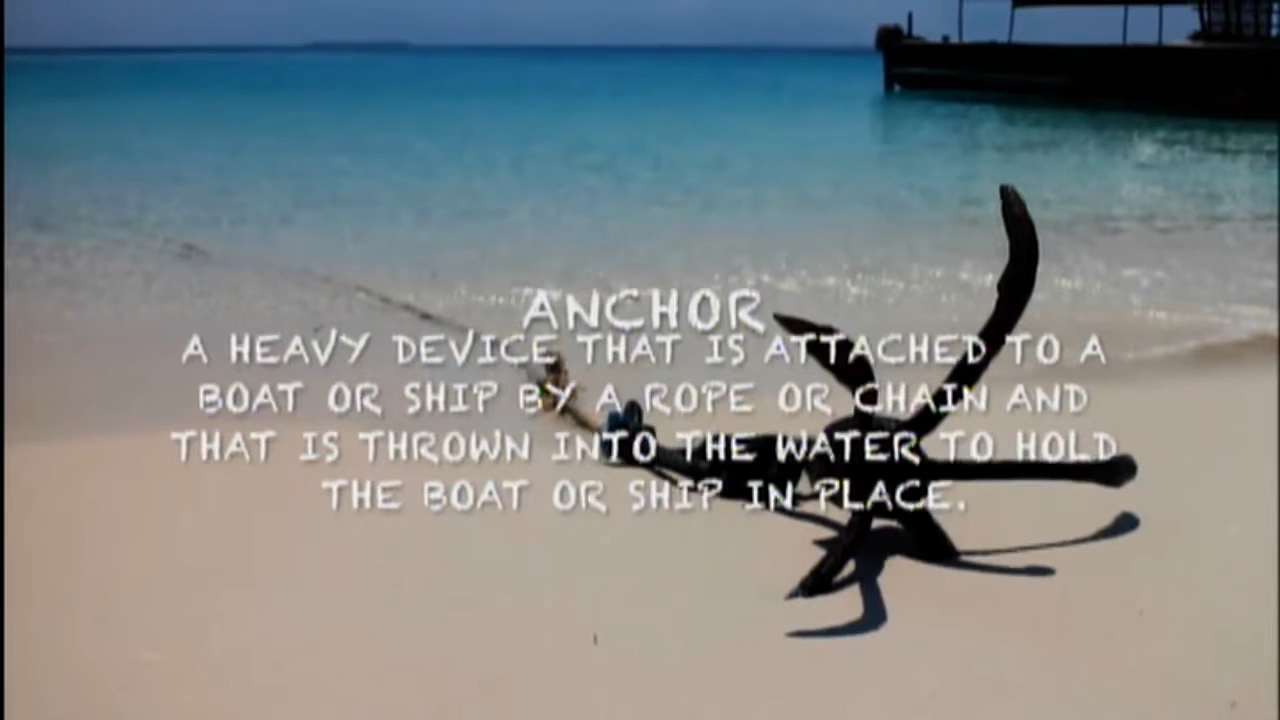 ANCHOR
A HEAVY DEVICE THAT IS ATTACHED TO A
BOAT OR SHIP BY A ROPE OR CHAIN AND
THAT IS THROWN INTO THE WATER TO HOLD
THE BOAT OR SHIP IN PLACE.